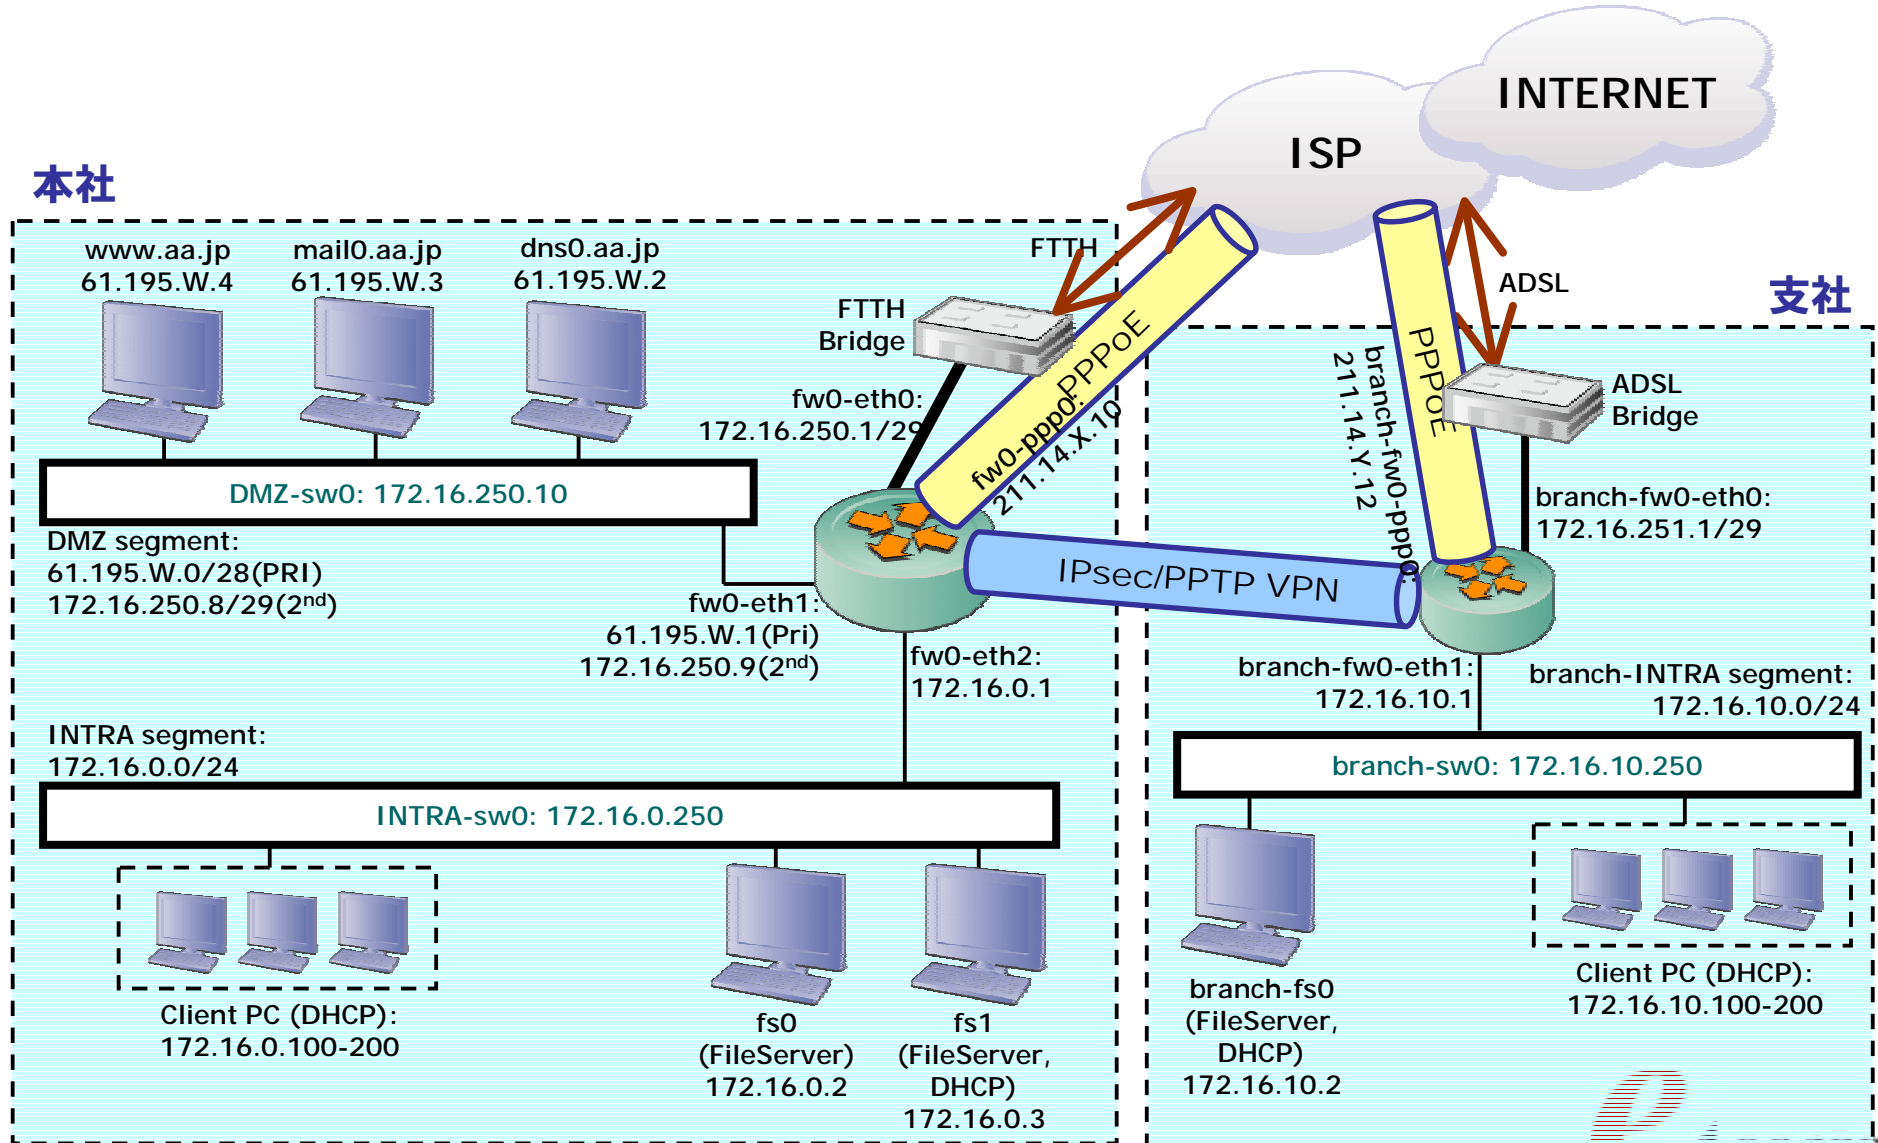 INTERNET
ISP
本社
www.aa.jp
61.195.W.4
mail0.aa.jp
61.195.W.3
dns0.aa.jp
61.195.W.2
FTTH
FTTH
Bridge
PPPoE
fw0-ppp0:
211.14.X.10
fw0-eth0:
172.16.250.1/29
DMZ-sw0: 172.16.250.10
DMZ segment:
61.195.W.0/28(PRI)
172.16.250.8/29(2nd)
fw0-eth1:
61.195.W.1(Pri)
172.16.250.9(2nd)
fw0-eth2:
172.16.0.1
INTRA segment:
172.16.0.0/24
INTRA-sw0: 172.16.0.250
Client PC (DHCP):
172.16.0.100-200
fs0
(FileServer)
172.16.0.2
fs1
(FileServer,
DHCP)
172.16.0.3
IPsec/PPTP VPN
支社
ADSL
ADSL
Bridge
PPPoE
branch-fw0-ppp0:
211.14.Y.12
branch-fw0-eth0:
172.16.251.1/29
branch-fw0-eth1:
172.16.10.1
branch-INTRA segment:
172.16.10.0/24
branch-sw0: 172.16.10.250
branch-fs0
(FileServer,
DHCP)
172.16.10.2
Client PC (DHCP):
172.16.10.100-200